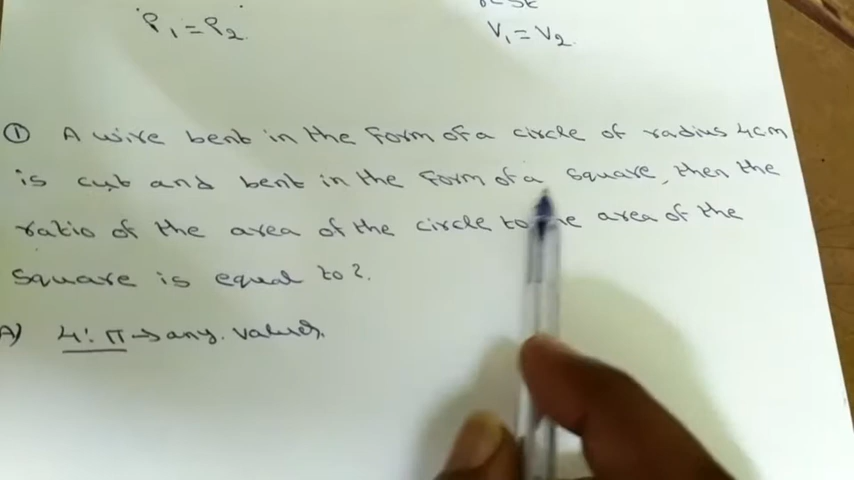 P₁ = P₂
V₁ = V₂
① A wire bent in the form of a circle of radius 4cm
is cut and bent in the form of a square, then the
ratio of the area of the circle to the area of the
square is equal to?
A) 4:π → any. values.